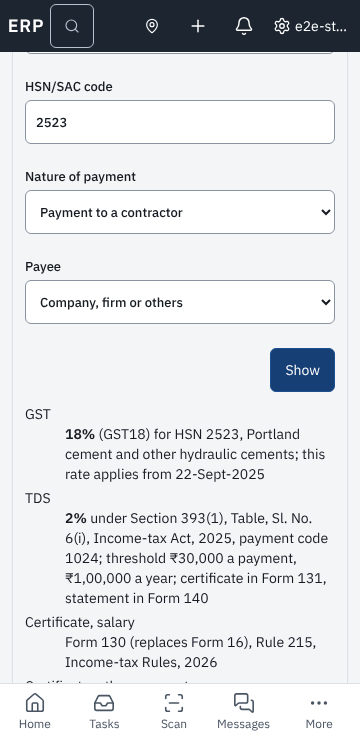 ERP
e2e-st...
HSN/SAC code
2523
Nature of payment
Payment to a contractor
Payee
Company, firm or others
Show
GST
18% (GST18) for HSN 2523, Portland
cement and other hydraulic cements; this
rate applies from 22-Sept-2025
TDS
2% under Section 393(1), Table, Sl. No.
6(i), Income-tax Act, 2025, payment code
1024; threshold ₹30,000 a payment,
₹1,00,000 a year; certificate in Form 131,
statement in Form 140
Certificate, salary
Form 130 (replaces Form 16), Rule 215,
Income-tax Rules, 2026
Home
Tasks
Scan
Messages
More